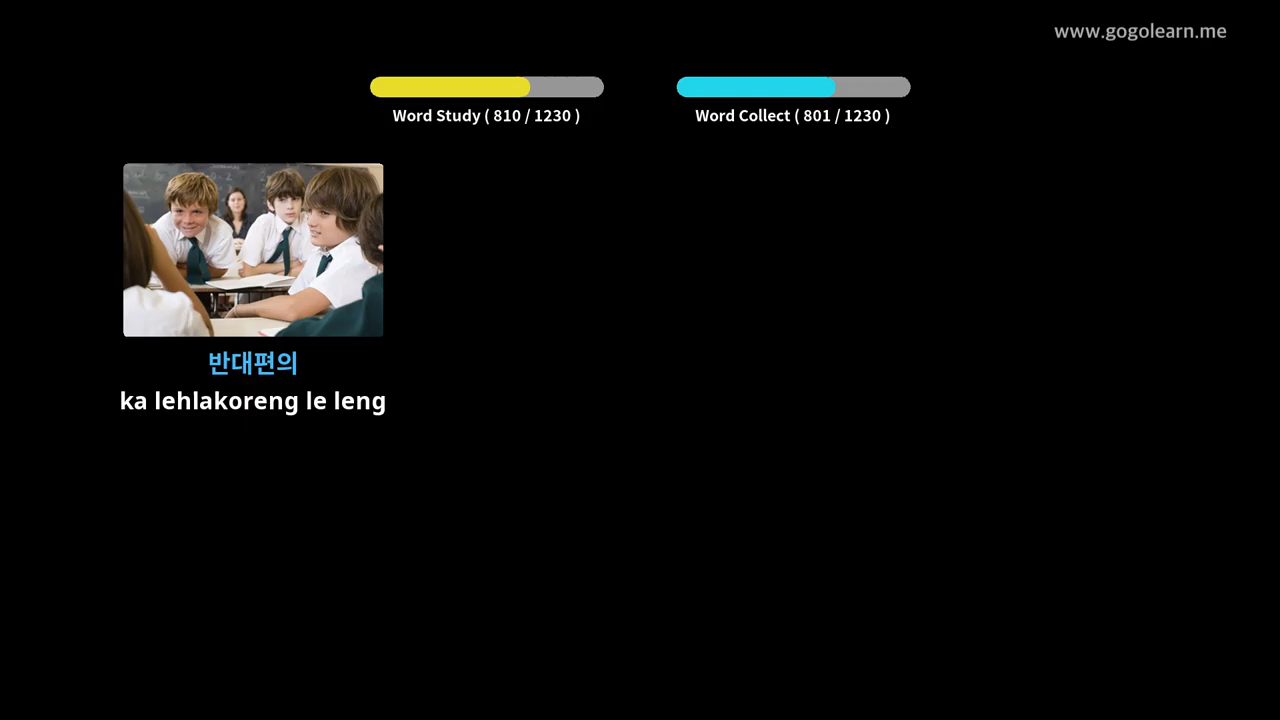 www.gogolearn.me
Word Study ( 810 / 1230 )
Word Collect ( 801 / 1230 )
반대편의
ka lehlakoreng le leng